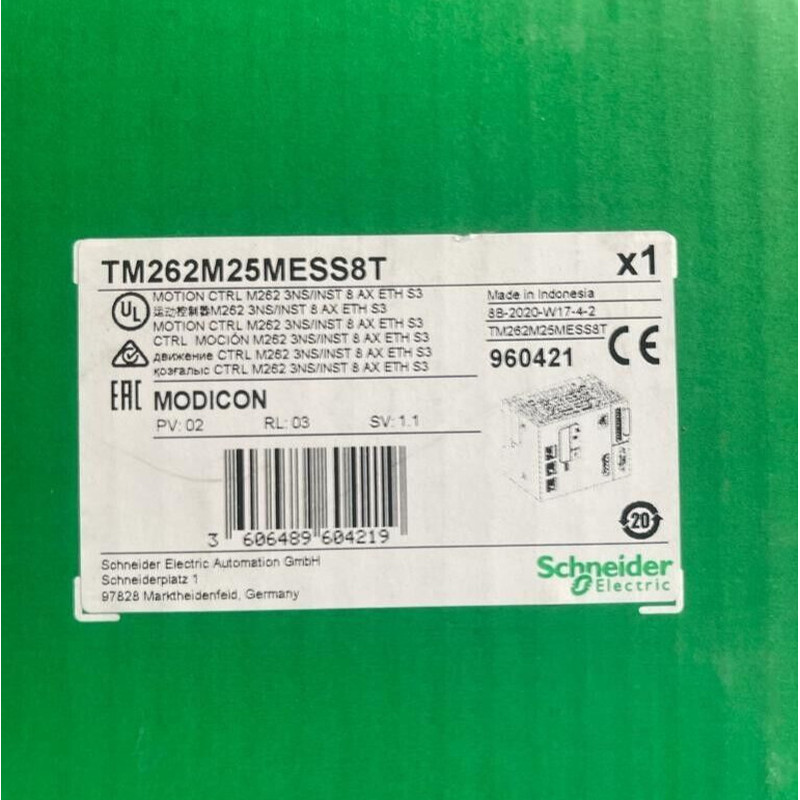 TM262M25MESS8T
x1
UL
MOTION CTRL M262 3NS/INST 8 AX ETH S3
运动控制器M262 3NS/INST 8 AX ETH S3
MOTION CTRL M262 3NS/INST 8 AX ETH S3
CTRL MOCIÓN M262 3NS/INST 8 AX ETH S3
движение CTRL M262 3NS/INST 8 AX ETH S3
қозғалыс CTRL M262 3NS/INST 8 AX ETH S3
Made in Indonesia
8B-2020-W17-4-2
TM262M25MESS8T
960421
CE
EAC
MODICON
PV: 02 RL: 03 SV: 1.1
3 606489 604219
20
Schneider Electric Automation GmbH
Schneiderplatz 1
97828 Marktheidenfeld, Germany
Schneider
Electric